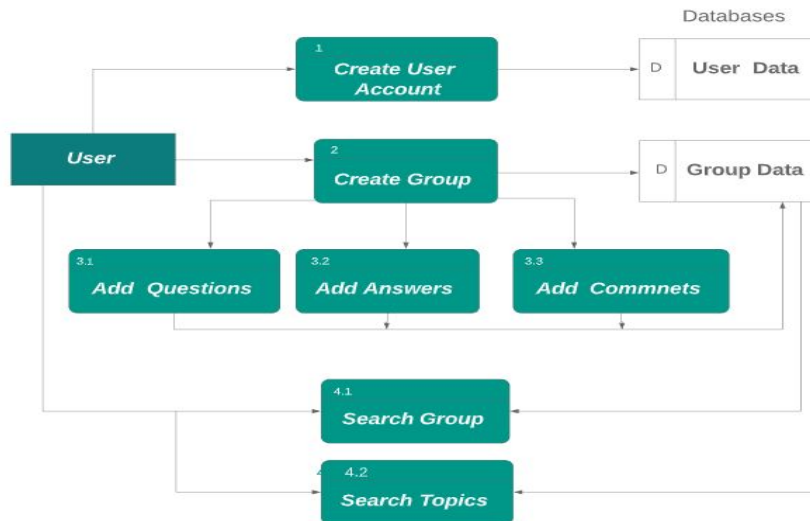 Databases
1
Create User
Account
D
User Data
User
2
Create Group
D
Group Data
3.1
Add Questions
3.2
Add Answers
3.3
Add Commnets
4.1
Search Group
4.2
Search Topics